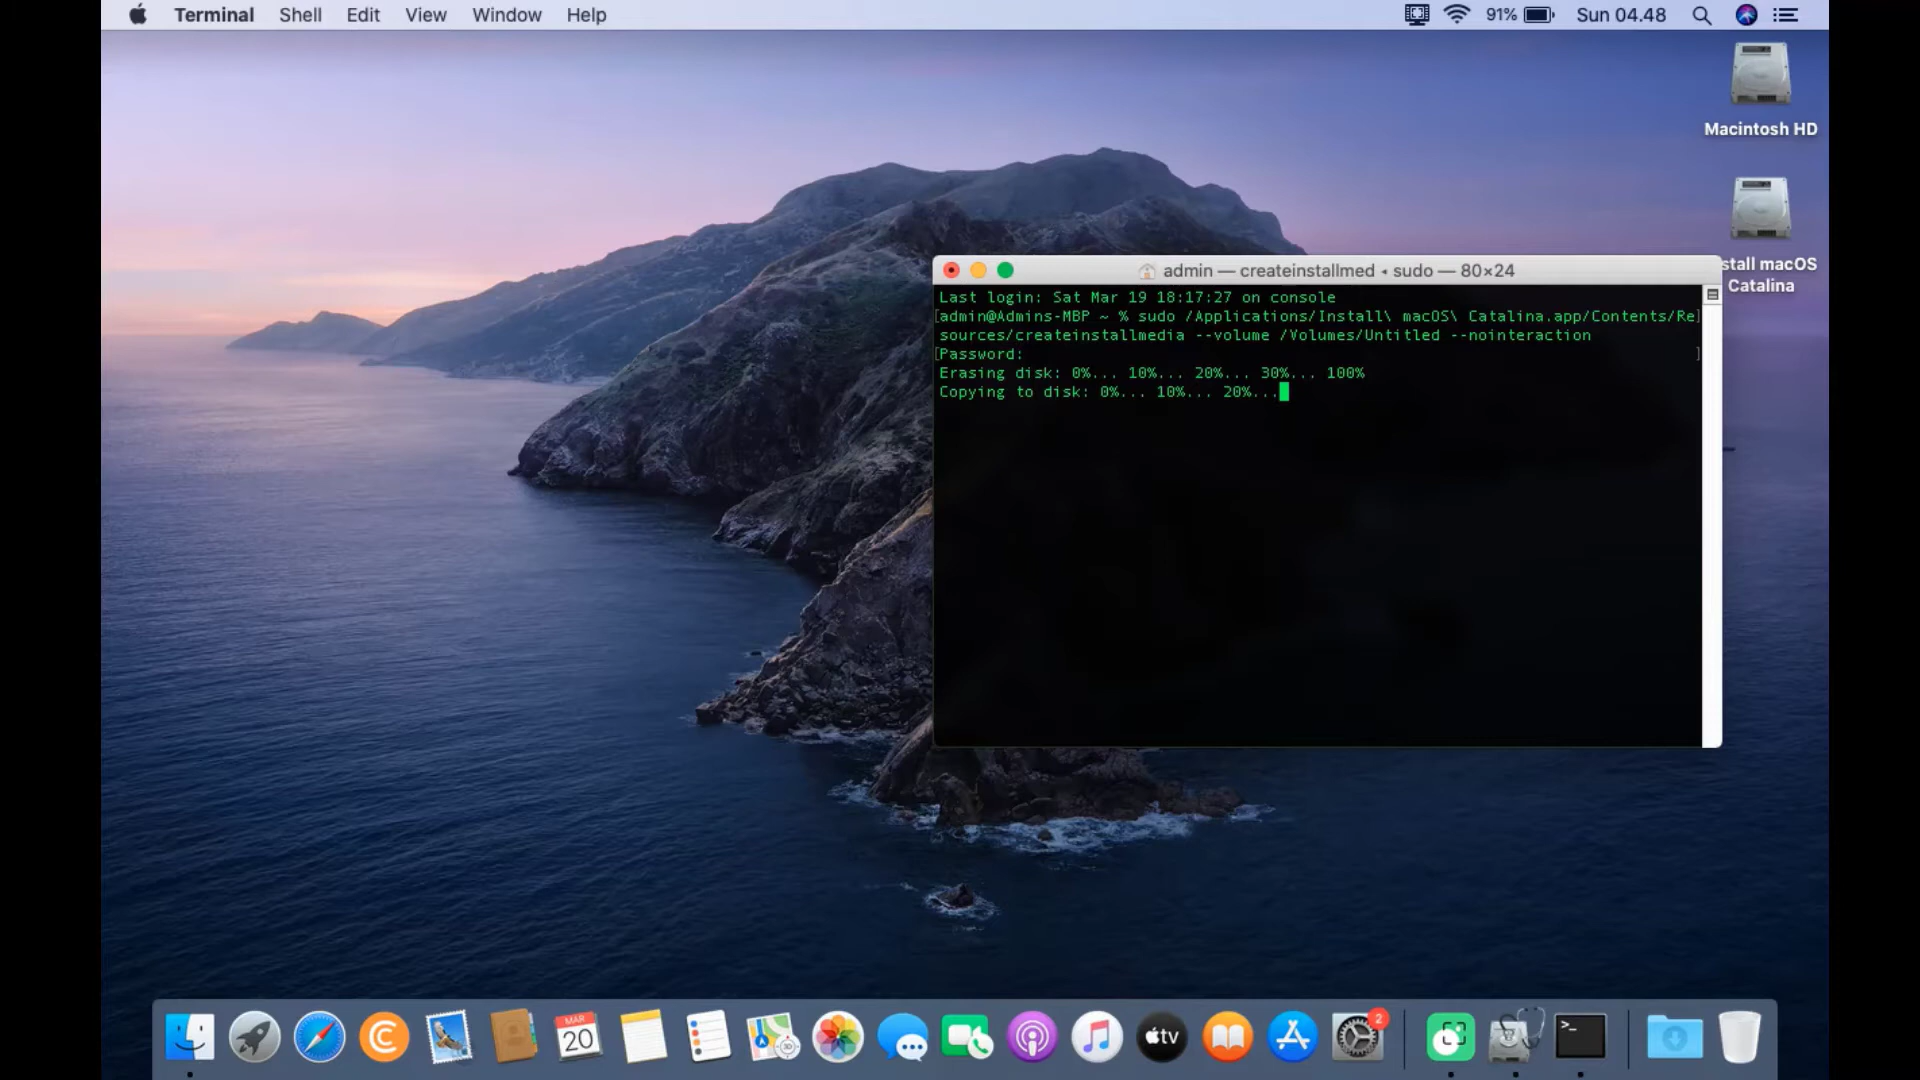 Terminal Shell Edit View Window Help 91% Sun 04.48
Macintosh HD
stall macOS
Catalina
admin — createinstallmed ◂ sudo — 80×24
Last login: Sat Mar 19 18:17:27 on console
[admin@Admins-MBP ~ % sudo /Applications/Install\ macOS\ Catalina.app/Contents/Re]
sources/createinstallmedia --volume /Volumes/Untitled --nointeraction
[Password: ]
Erasing disk: 0%... 10%... 20%... 30%... 100%
Copying to disk: 0%... 10%... 20%...
MAR
20
3D
tv
2
>_